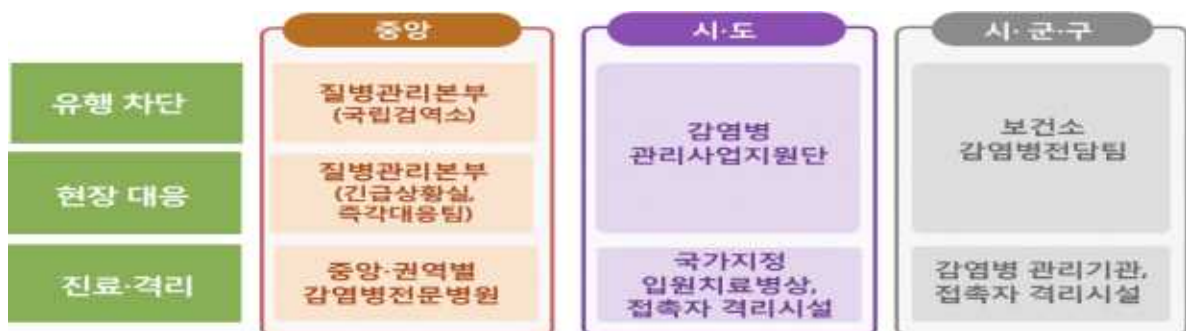 중앙
시·도
시·군·구
유행 차단
질병관리본부
(국립검역소)
감염병
관리사업지원단
보건소
감염병전담팀
현장 대응
질병관리본부
(긴급상황실,
즉각대응팀)
진료·격리
중앙·권역별
감염병전문병원
국가지정
입원치료병상,
접촉자 격리시설
감염병 관리기관,
접촉자 격리시설